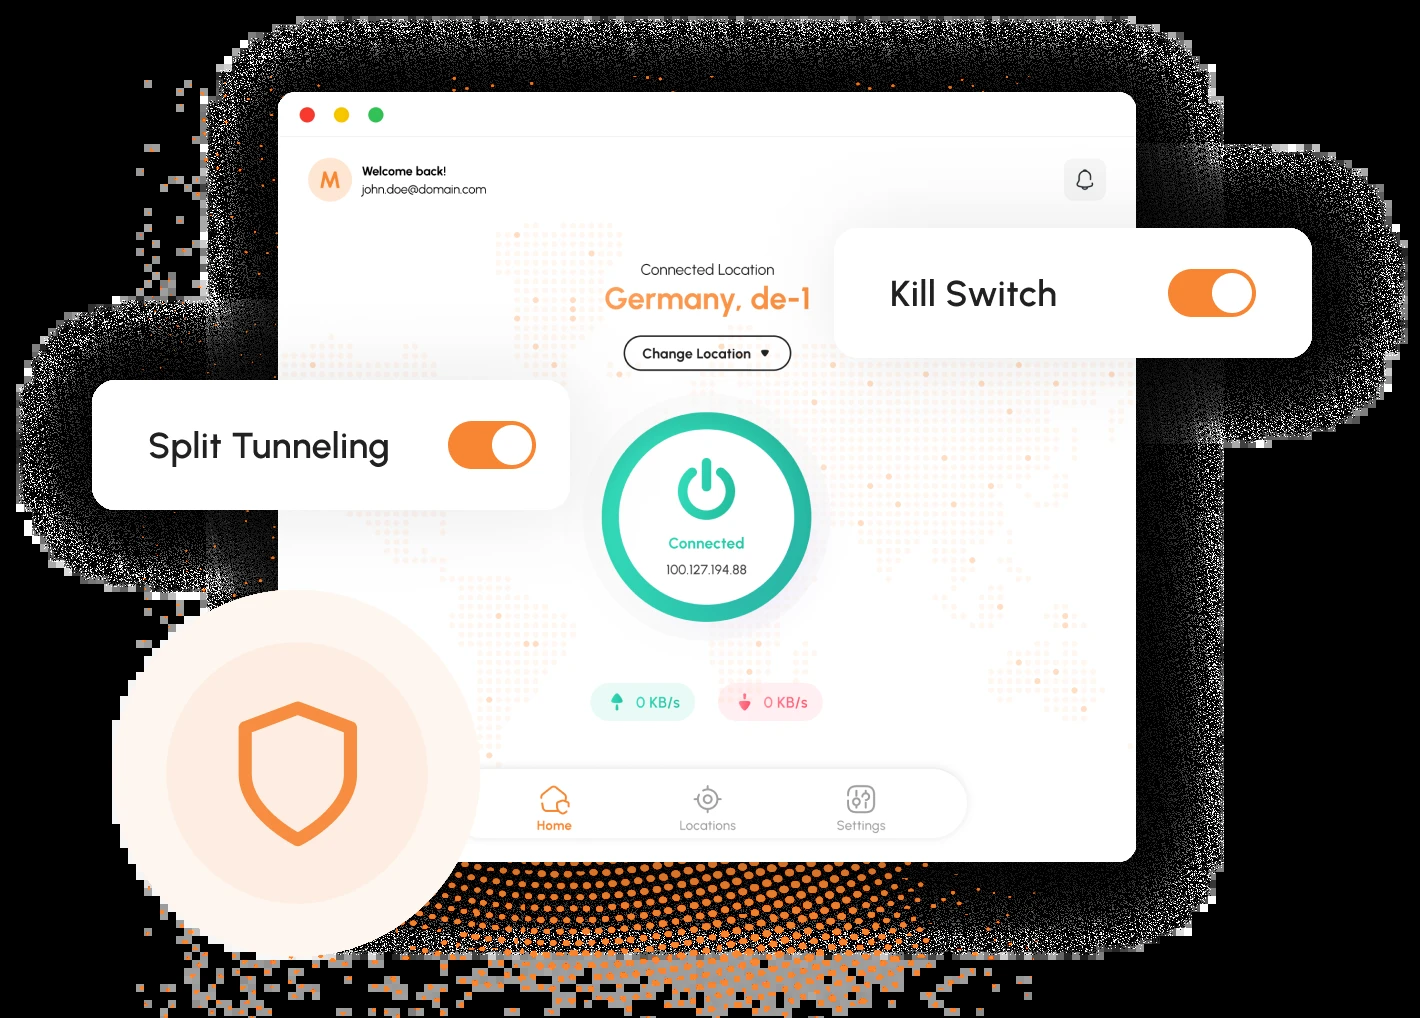 M
Welcome back!
john.doe@domain.com
Connected Location
Germany, de-1
Change Location
Kill Switch
Split Tunneling
Connected
100.127.194.88
0 KB/s
0 KB/s
Home
Locations
Settings